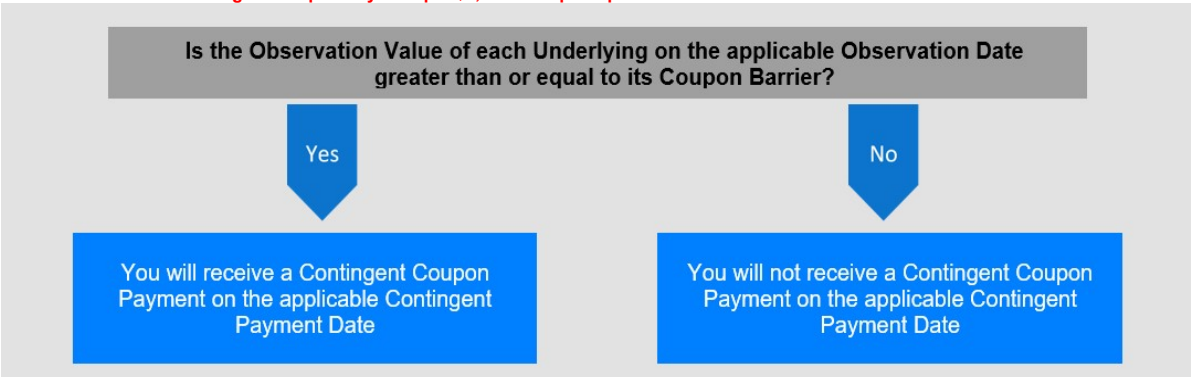 Is the Observation Value of each Underlying on the applicable Observation Date
greater than or equal to its Coupon Barrier?
Yes
No
You will receive a Contingent Coupon
Payment on the applicable Contingent
Payment Date
You will not receive a Contingent Coupon
Payment on the applicable Contingent
Payment Date